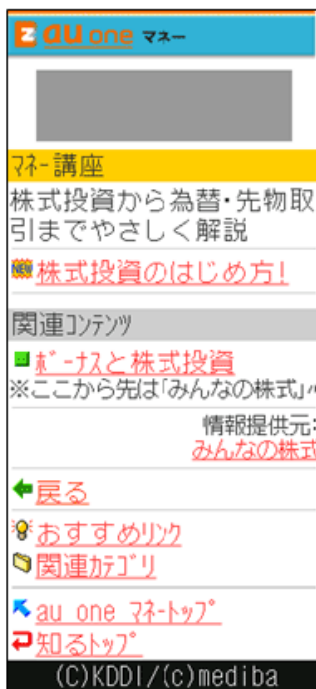 au one マネー
ﾏﾈｰ講座
株式投資から為替・先物取
引までやさしく解説
NEW 株式投資のはじめ方!
関連ｺﾝﾃﾝﾂ
ﾎﾞｰﾅｽと株式投資
※ここから先は｢みんなの株式｣
情報提供元:
みんなの株式
戻る
おすすめﾘﾝｸ
関連ｶﾃｺﾞﾘ
au one ﾏﾈｰﾄｯﾌﾟ
知るﾄｯﾌﾟ
(C)KDDI/(c)mediba